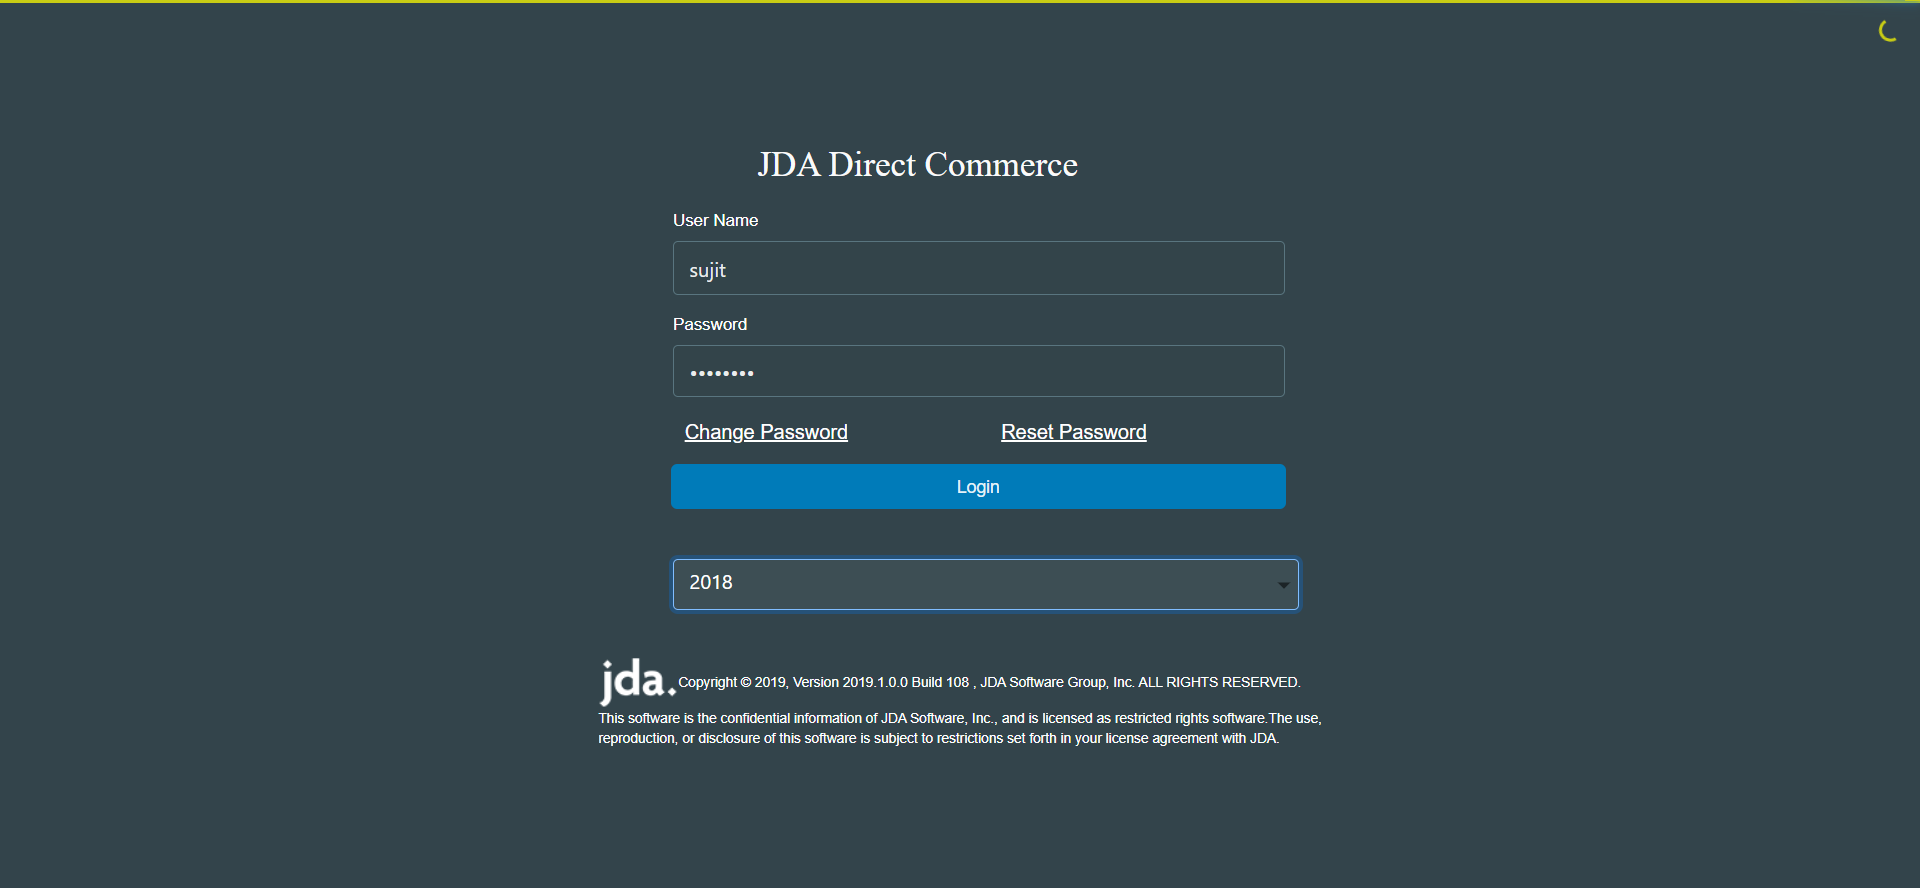 JDA Direct Commerce
User Name
sujit
Password
••••••••
Change Password Reset Password
Login
2018
jda. Copyright © 2019, Version 2019.1.0.0 Build 108 , JDA Software Group, Inc. ALL RIGHTS RESERVED.
This software is the confidential information of JDA Software, Inc., and is licensed as restricted rights software.The use,
reproduction, or disclosure of this software is subject to restrictions set forth in your license agreement with JDA.